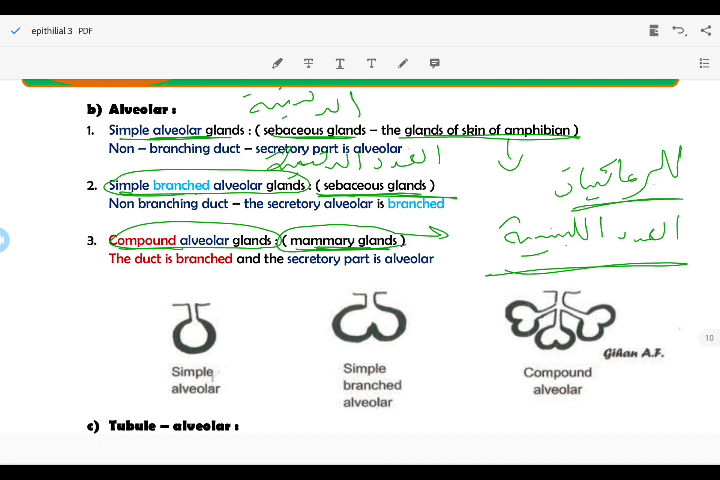 epithilial 3 PDF
b) Alveolar :
الدهنية
1. Simple alveolar glands : ( sebaceous glands – the glands of skin of amphibian )
Non – branching duct – secretory part is alveolar
الغدد الدهنية
للبرمائيات
2. Simple branched alveolar glands : ( sebaceous glands )
Non branching duct – the secretory alveolar is branched
الغدد اللبنية
3. Compound alveolar glands : ( mammary glands )
The duct is branched and the secretory part is alveolar
10
Gihan A.F.
Simple
alveolar
Simple
branched
alveolar
Compound
alveolar
c) Tubule – alveolar :